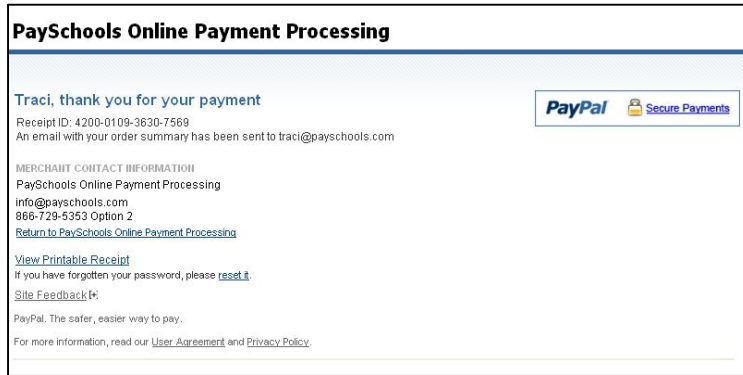 PaySchools Online Payment Processing
Traci, thank you for your payment
PayPal Secure Payments
Receipt ID: 4200-0109-3630-7569
An email with your order summary has been sent to traci@payschools.com
MERCHANT CONTACT INFORMATION
PaySchools Online Payment Processing
info@payschools.com
866-729-5353 Option 2
Return to PaySchools Online Payment Processing
View Printable Receipt
If you have forgotten your password, please reset it.
Site Feedback [+]
PayPal. The safer, easier way to pay.
For more information, read our User Agreement and Privacy Policy.